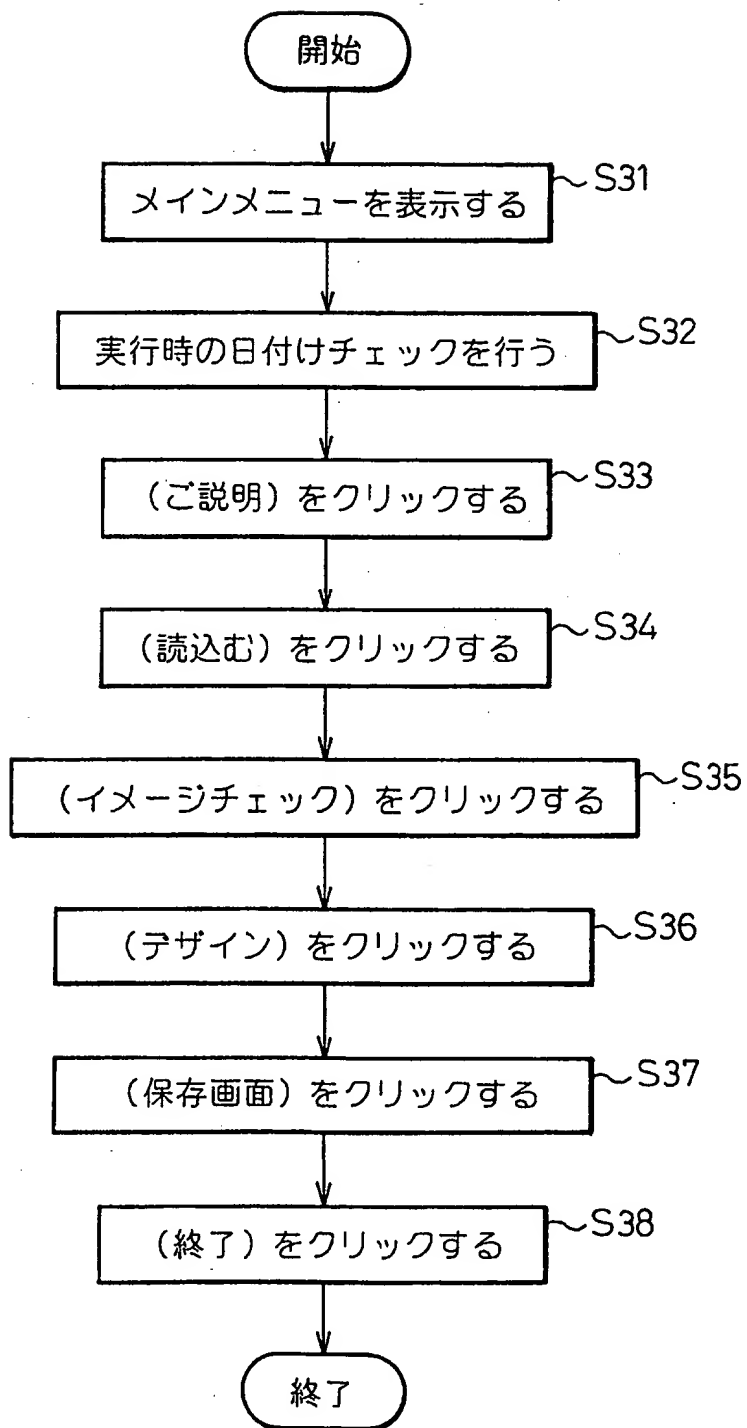 開始
メインメニューを表示する
S31
実行時の日付けチェックを行う
S32
(ご説明)をクリックする
S33
(読込む)をクリックする
S34
(イメージチェック)をクリックする
S35
(デザイン)をクリックする
S36
(保存画面)をクリックする
S37
(終了)をクリックする
S38
終了